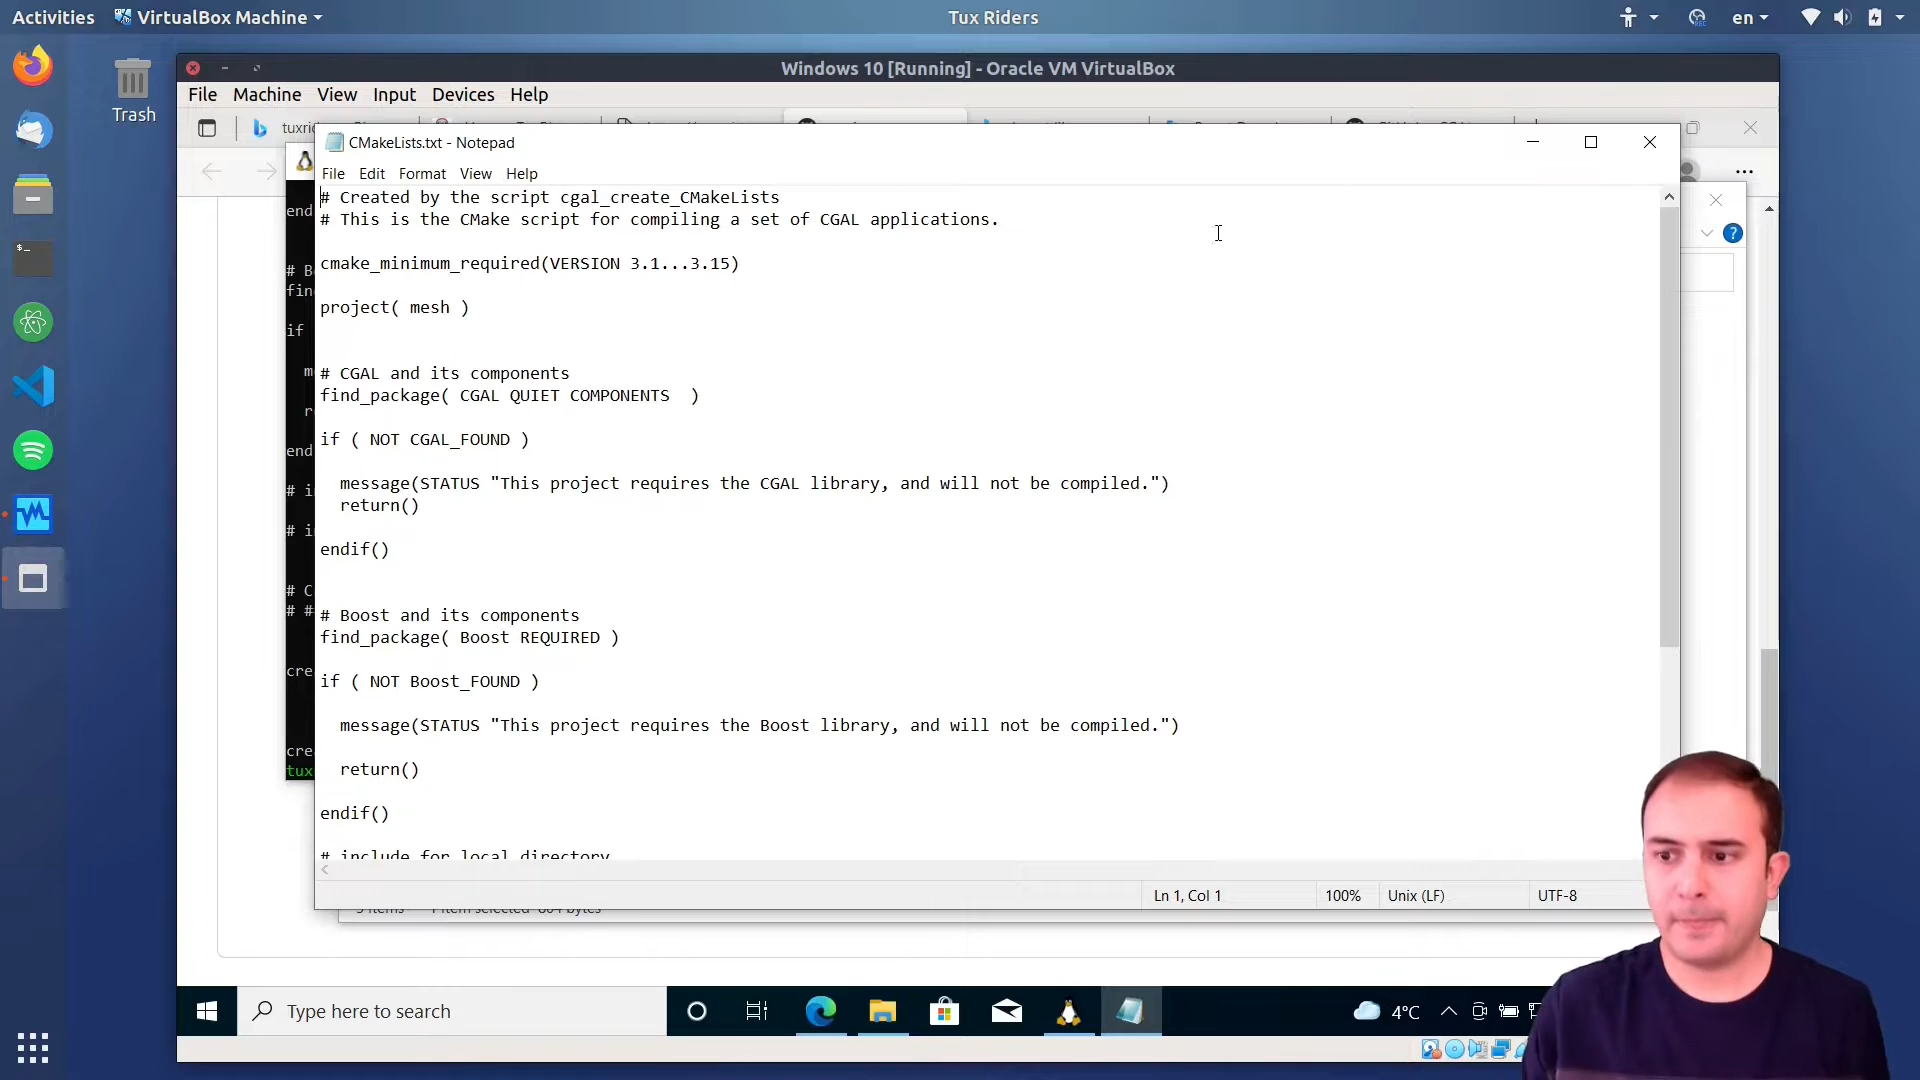 Activities VirtualBox Machine Tux Riders en
Trash
Windows 10 [Running] - Oracle VM VirtualBox
File Machine View Input Devices Help
CMakeLists.txt - Notepad
File Edit Format View Help
# Created by the script cgal_create_CMakeLists
# This is the CMake script for compiling a set of CGAL applications.
cmake_minimum_required(VERSION 3.1...3.15)
project( mesh )
# CGAL and its components
find_package( CGAL QUIET COMPONENTS  )
if ( NOT CGAL_FOUND )
message(STATUS "This project requires the CGAL library, and will not be compiled.")
return()
endif()
# Boost and its components
find_package( Boost REQUIRED )
if ( NOT Boost_FOUND )
message(STATUS "This project requires the Boost library, and will not be compiled.")
return()
endif()
# include for local directory
end
# Bo
fin
if
m
r
end
# i
# i
# C
# #
cre
cre
tux
Ln 1, Col 1 100% Unix (LF) UTF-8
Type here to search
4°C